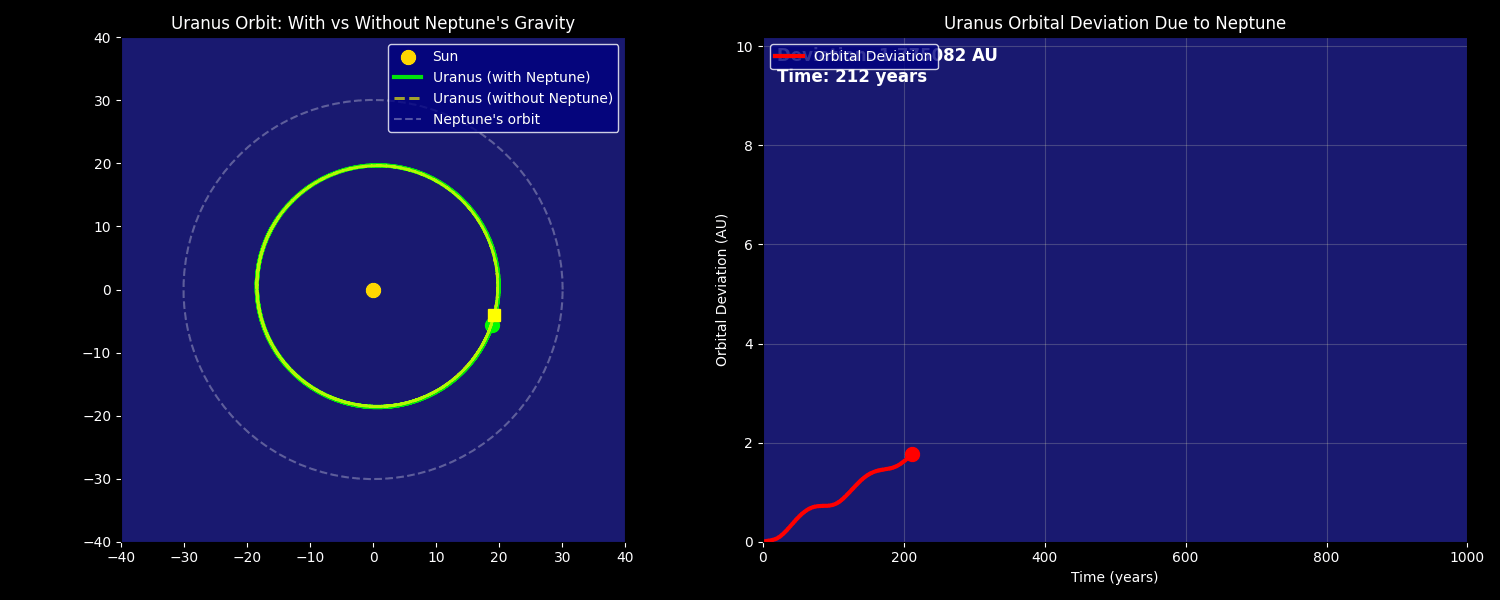 Uranus Orbit: With vs Without Neptune's Gravity
40
30
20
10
0
−10
−20
−30
−40
−40 −30 −20 −10 0 10 20 30 40
Sun
Uranus (with Neptune)
Uranus (without Neptune)
Neptune's orbit
Uranus Orbital Deviation Due to Neptune
Orbital Deviation (AU)
10
8
6
4
2
0
Orbital Deviation
082 AU
Time: 212 years
0 200 400 600 800 1000
Time (years)